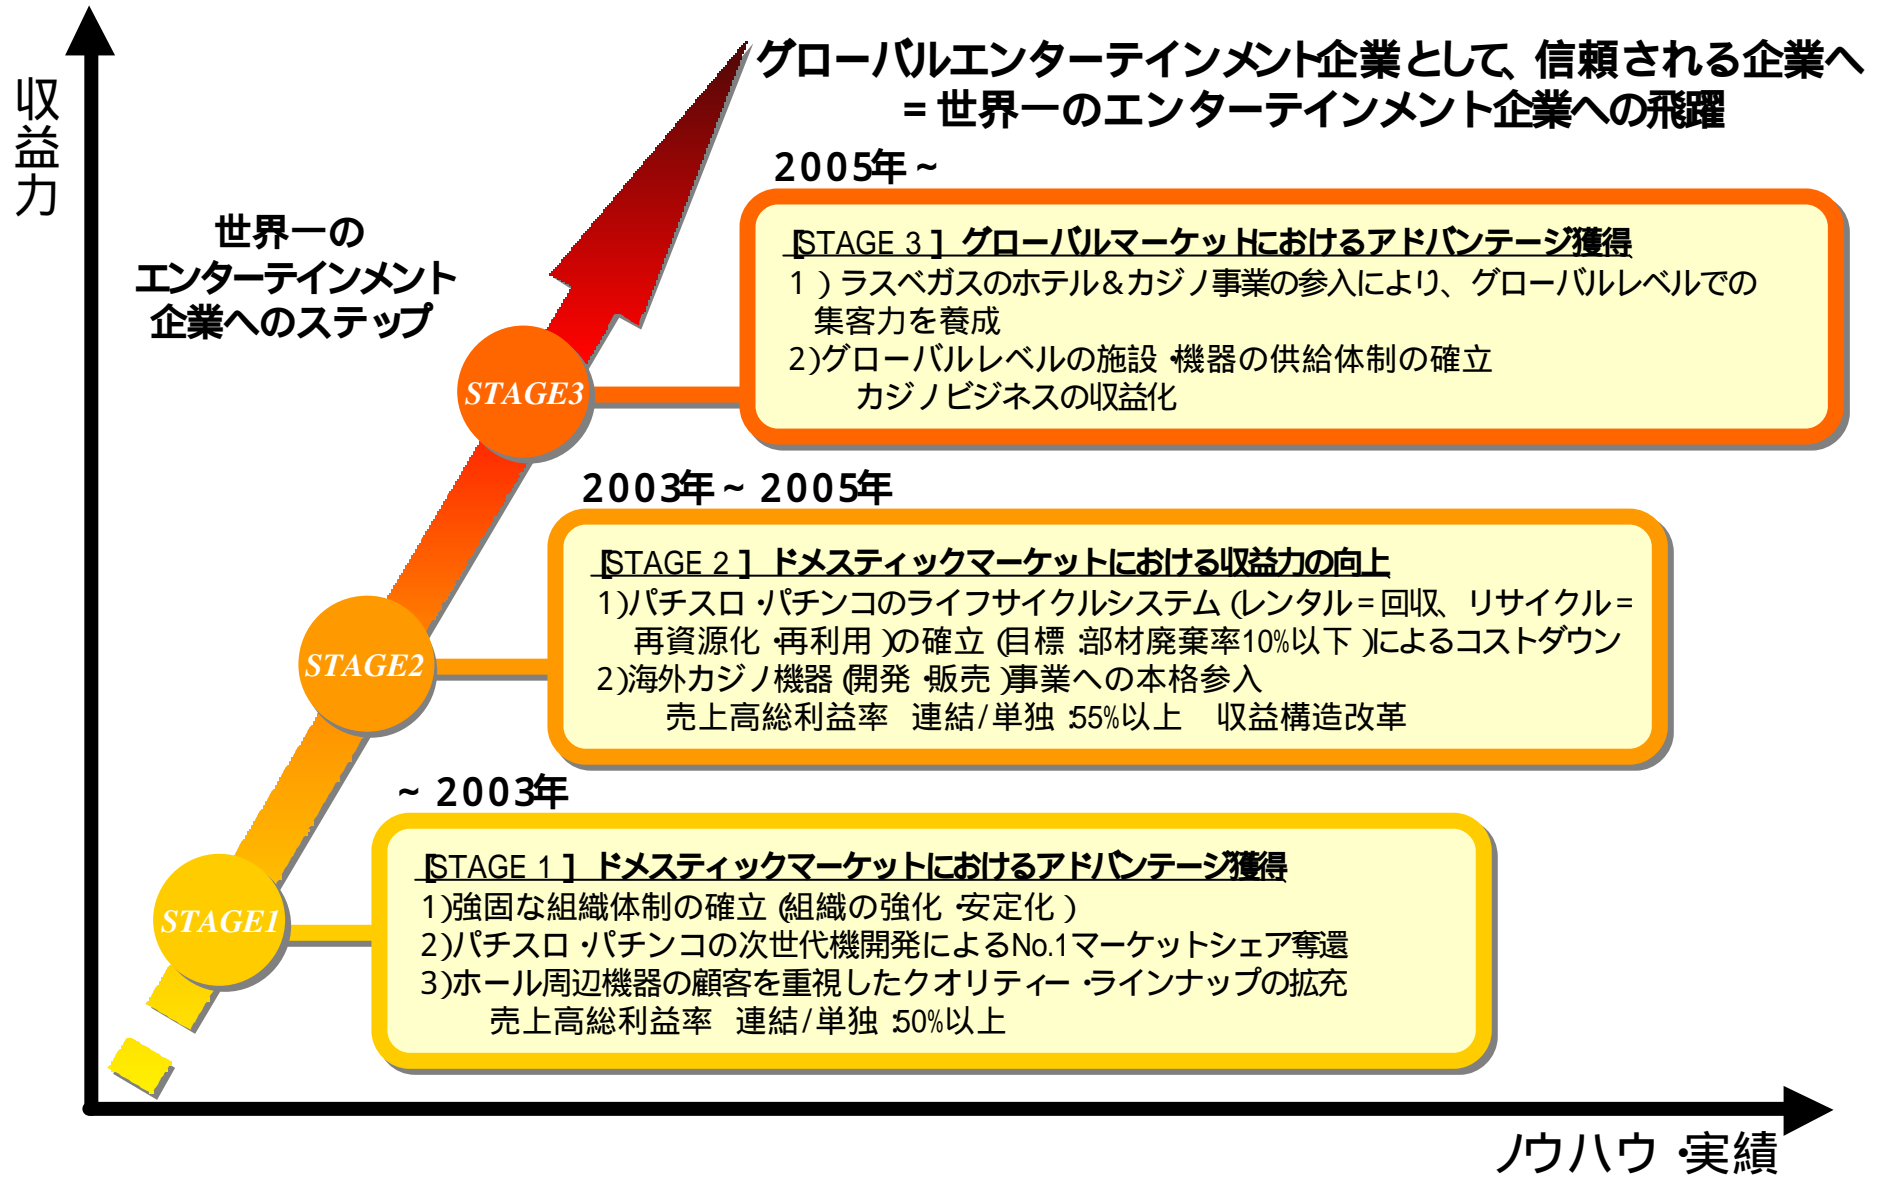 収益力
グローバルエンターテインメント企業として、信頼される企業へ
=世界一のエンターテインメント企業への飛躍
世界一の
エンターテインメント
企業へのステップ
2005年~
[STAGE 3] グローバルマーケットにおけるアドバンテージ獲得
1)ラスベガスのホテル&カジノ事業の参入により、グローバルレベルでの
集客力を養成
2)グローバルレベルの施設・機器の供給体制の確立
カジノビジネスの収益化
STAGE3
2003年~2005年
[STAGE 2] ドメスティックマーケットにおける収益力の向上
1)パチスロ・パチンコのライフサイクルシステム(レンタル=回収、リサイクル=
再資源化・再利用)の確立(目標:部材廃棄率10%以下)によるコストダウン
2)海外カジノ機器(開発・販売)事業への本格参入
売上高総利益率 連結/単独:55%以上 収益構造改革
STAGE2
~2003年
[STAGE 1] ドメスティックマーケットにおけるアドバンテージ獲得
1)強固な組織体制の確立(組織の強化・安定化)
2)パチスロ・パチンコの次世代機開発によるNo.1マーケットシェア奪還
3)ホール周辺機器の顧客を重視したクオリティー・ラインナップの拡充
売上高総利益率 連結/単独:50%以上
STAGE1
ノウハウ・実績